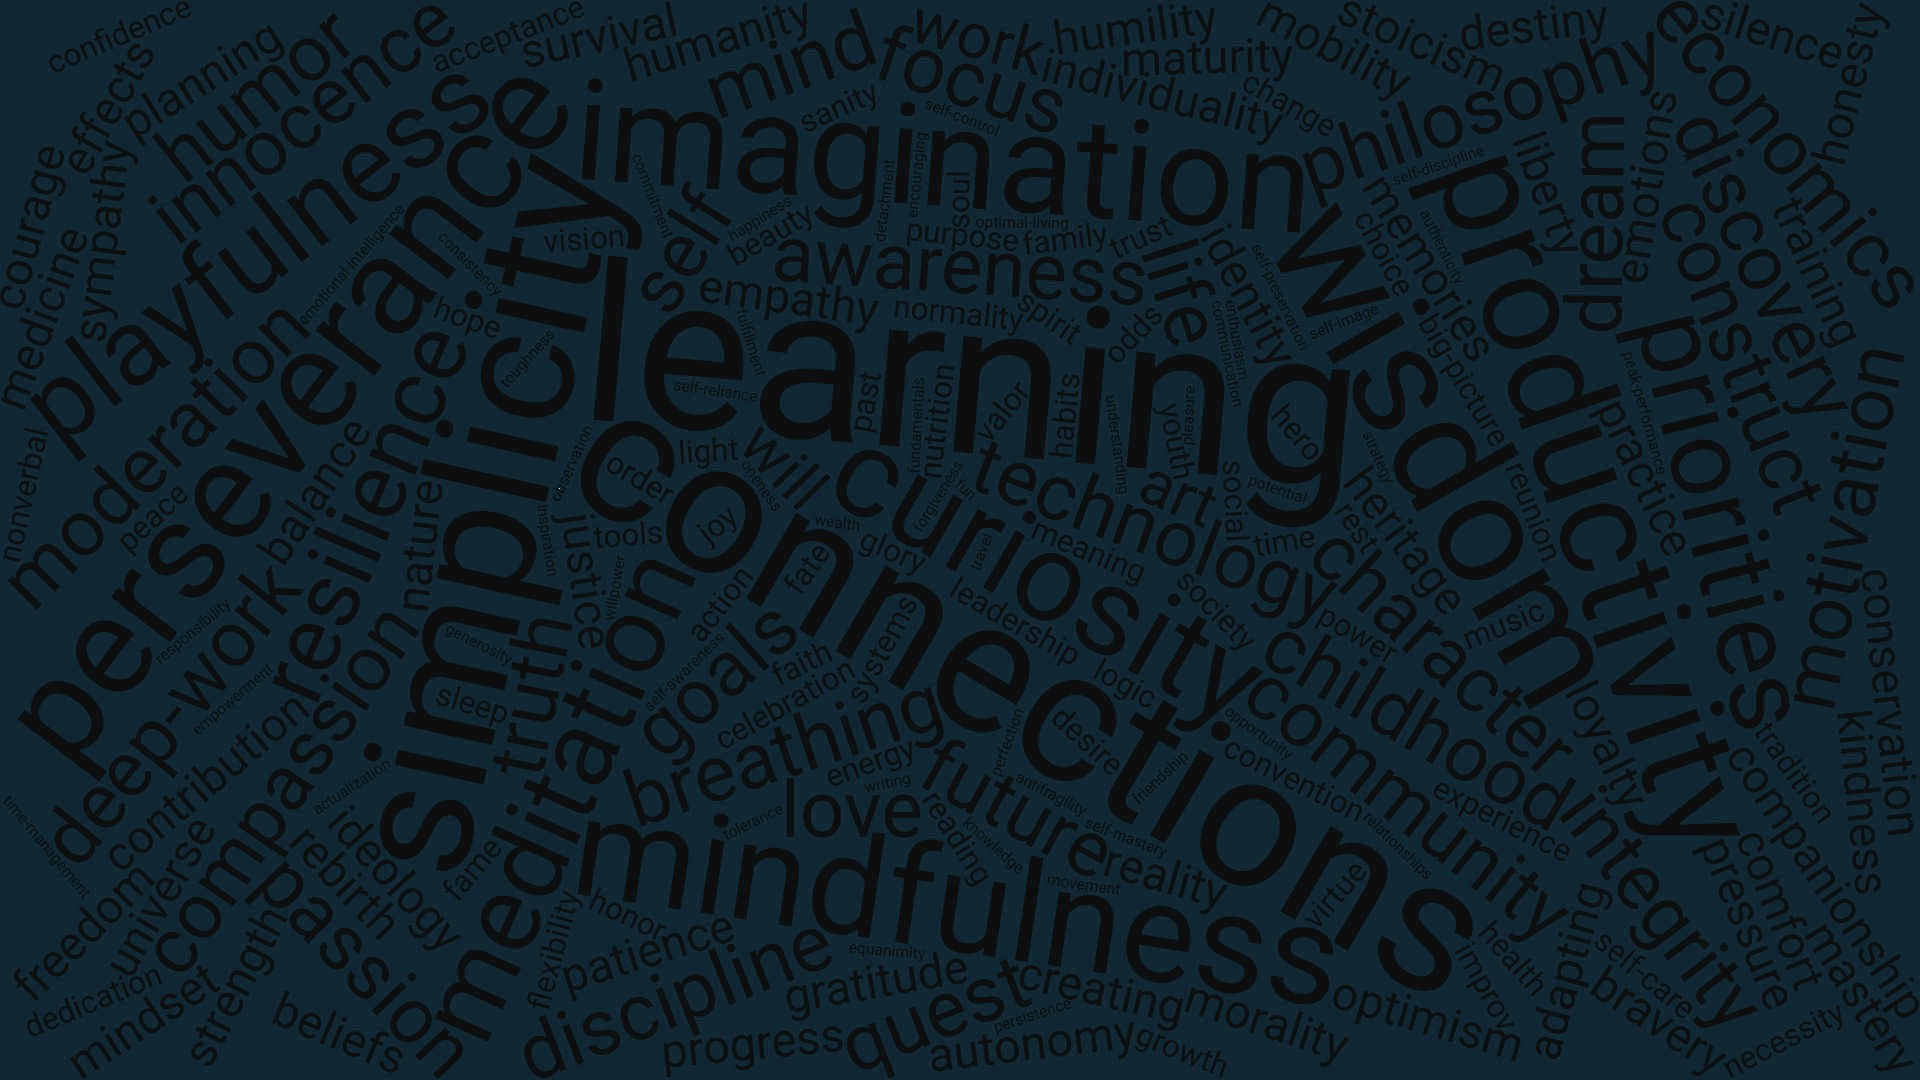 confidence
acceptance
survival
humanity
mind
work
focus
humility
maturity
individuality
mobility
stoicism
destiny
economics
silence
honesty
effects
planning
humor
innocence
playfulness
perseverance
imagination
sanity
self-control
change
philosophy
self-discipline
liberty
dream
emotions
discovery
construct
training
courage
medicine
sympathy
emotional intelligence
consistency
vision
simplicity
commitment
self
happiness
beauty
detachment
encouraging
soul
optimal-living
purpose
family
trust
awareness
life
identity
self-preservation
wisdom
choice
memories
authenticity
productivity
priorities
moderation
hope
toughness
learning
empathy
normality
spirit
odds
enthusiasm
communication
self-image
big-picture
peak-performance
practice
motivation
fulfillment
self-reliance
past
fundamentals
nutrition
valor
habits
understanding
youth
pleasure
hero
strategy
nonverbal
peace
balance
resilience
nature
observation
order
light
oneness
will
curiosity
forgiveness
fun
technology
art
social
potential
heritage
rest
reunion
connections
justice
tools
joy
wealth
glory
fate
travel
meaning
time
character
deep-work
responsibility
empowerment
generosity
sleep
truth
willpower
meditation
action
self-awareness
goals
faith
celebration
systems
leadership
society
power
music
logic
childhood
loyalty
conservation
kindness
contribution
compassion
actualization
breathing
energy
writing
perfection
desire
friendship
opportunity
convention
community
experience
integrity
tradition
companionship
time-management
freedom
universe
ideology
rebirth
fame
passion
love
tolerance
future
antifragility
self-mastery
reading
knowledge
relationships
reality
movement
virtue
mindfulness
pressure
comfort
mastery
dedication
mindset
strength
beliefs
flexibility
honor
patience
discipline
equanimity
gratitude
quest
creating
persistence
progress
autonomy
growth
morality
optimism
improv
health
adapting
self-care
bravery
necessity